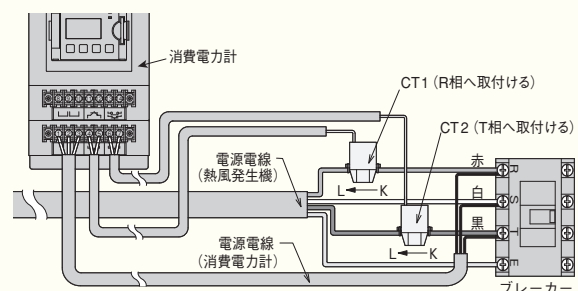 消費電力計
CT1（R相へ取付ける）
CT2（T相へ取付ける）
電源電線
（熱風発生機）
L K
赤
白
黒
R
S
T
E
L K
電源電線
（消費電力計）
ブレーカー